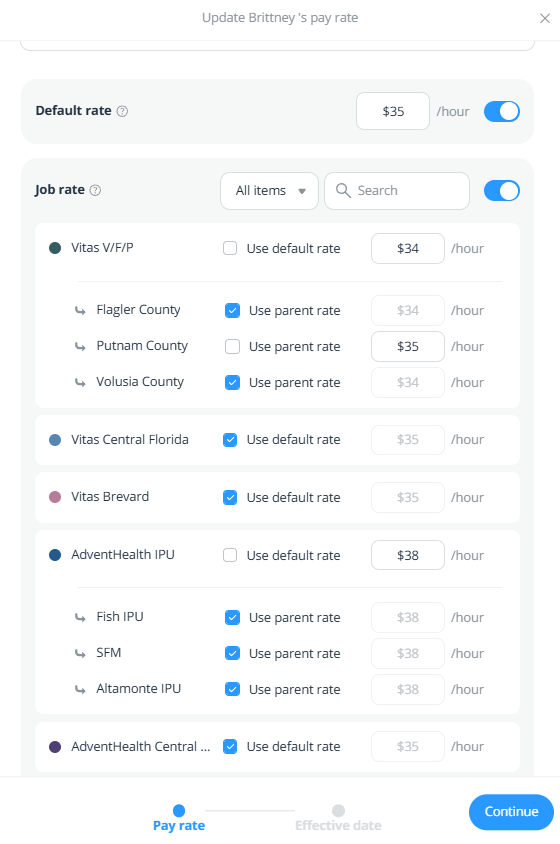 Update Brittney 's pay rate
Default rate ? $35 /hour
Job rate ? All items Search
Vitas V/F/P Use default rate $34 /hour
Flagler County Use parent rate $34 /hour
Putnam County Use parent rate $35 /hour
Volusia County Use parent rate $34 /hour
Vitas Central Florida Use default rate $35 /hour
Vitas Brevard Use default rate $35 /hour
AdventHealth IPU Use default rate $38 /hour
Fish IPU Use parent rate $38 /hour
SFM Use parent rate $38 /hour
Altamonte IPU Use parent rate $38 /hour
AdventHealth Central ... Use default rate $35 /hour
Pay rate Effective date Continue